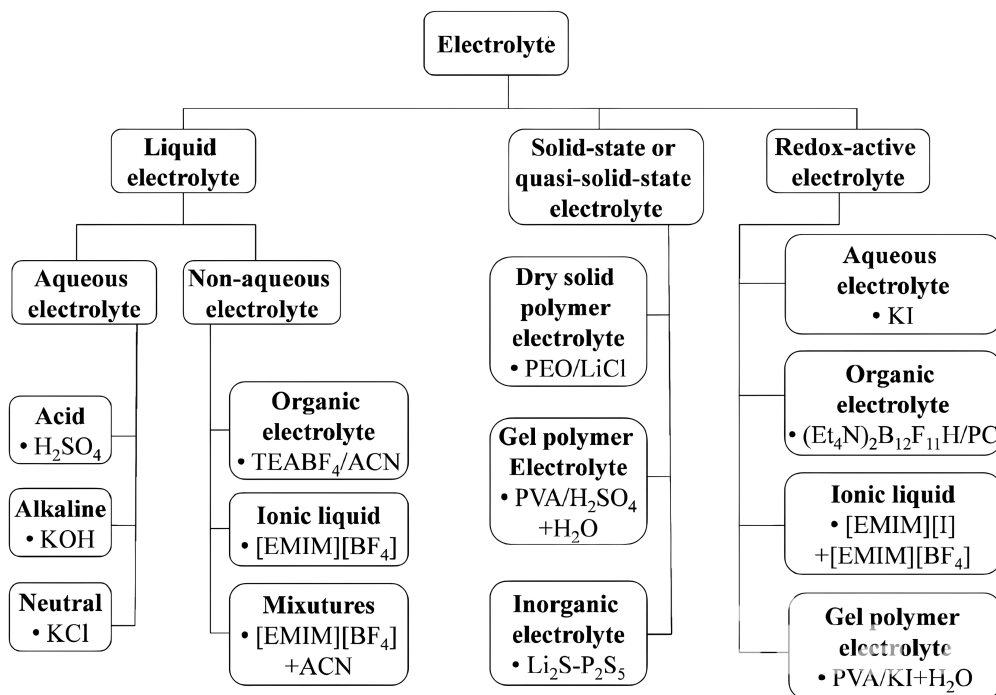 Electrolyte
Liquid
electrolyte
Solid-state or
quasi-solid-state
electrolyte
Redox-active
electrolyte
Aqueous
electrolyte
Non-aqueous
electrolyte
Acid
• H₂SO₄
Alkaline
• KOH
Neutral
• KCl
Organic
electrolyte
• TEABF₄/ACN
Ionic liquid
• [EMIM][BF₄]
Mixutures
• [EMIM][BF₄]
+ACN
Dry solid
polymer
electrolyte
• PEO/LiCl
Gel polymer
Electrolyte
• PVA/H₂SO₄
+H₂O
Inorganic
electrolyte
• Li₂S-P₂S₅
Aqueous
electrolyte
• KI
Organic
electrolyte
• (Et₄N)₂B₁₂F₁₁H/PC
Ionic liquid
• [EMIM][I]
+[EMIM][BF₄]
Gel polymer
electrolyte
• PVA/KI+H₂O